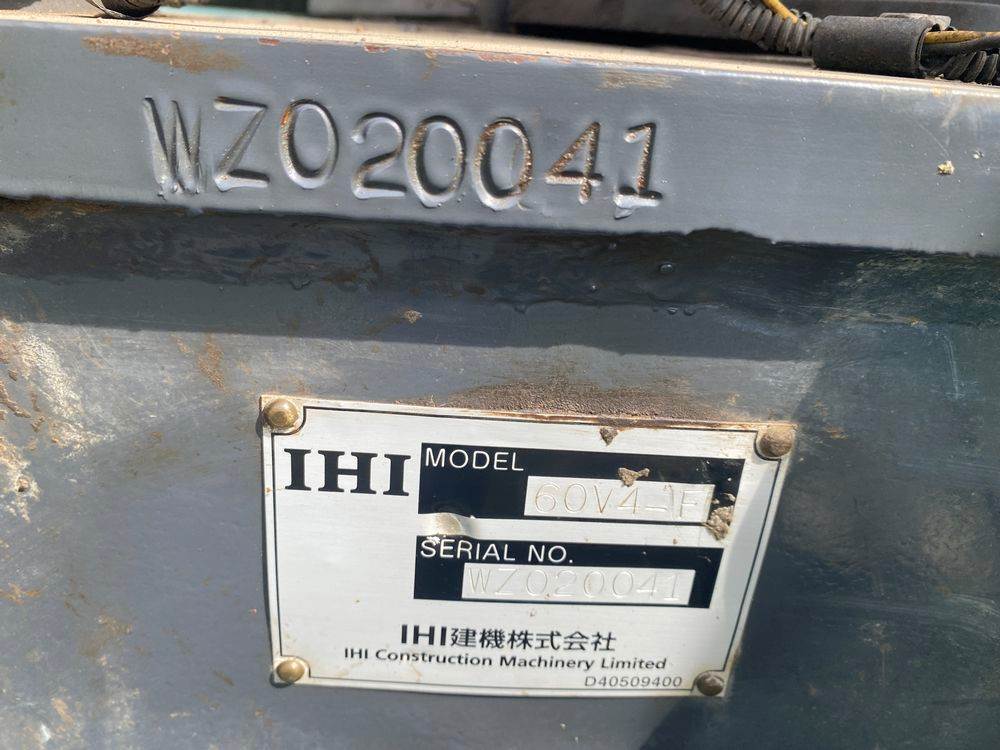 WZ020041
IHI
MODEL
60V4-1F
SERIAL NO.
WZ020041
IHI建機株式会社
IHI Construction Machinery Limited
D40509400